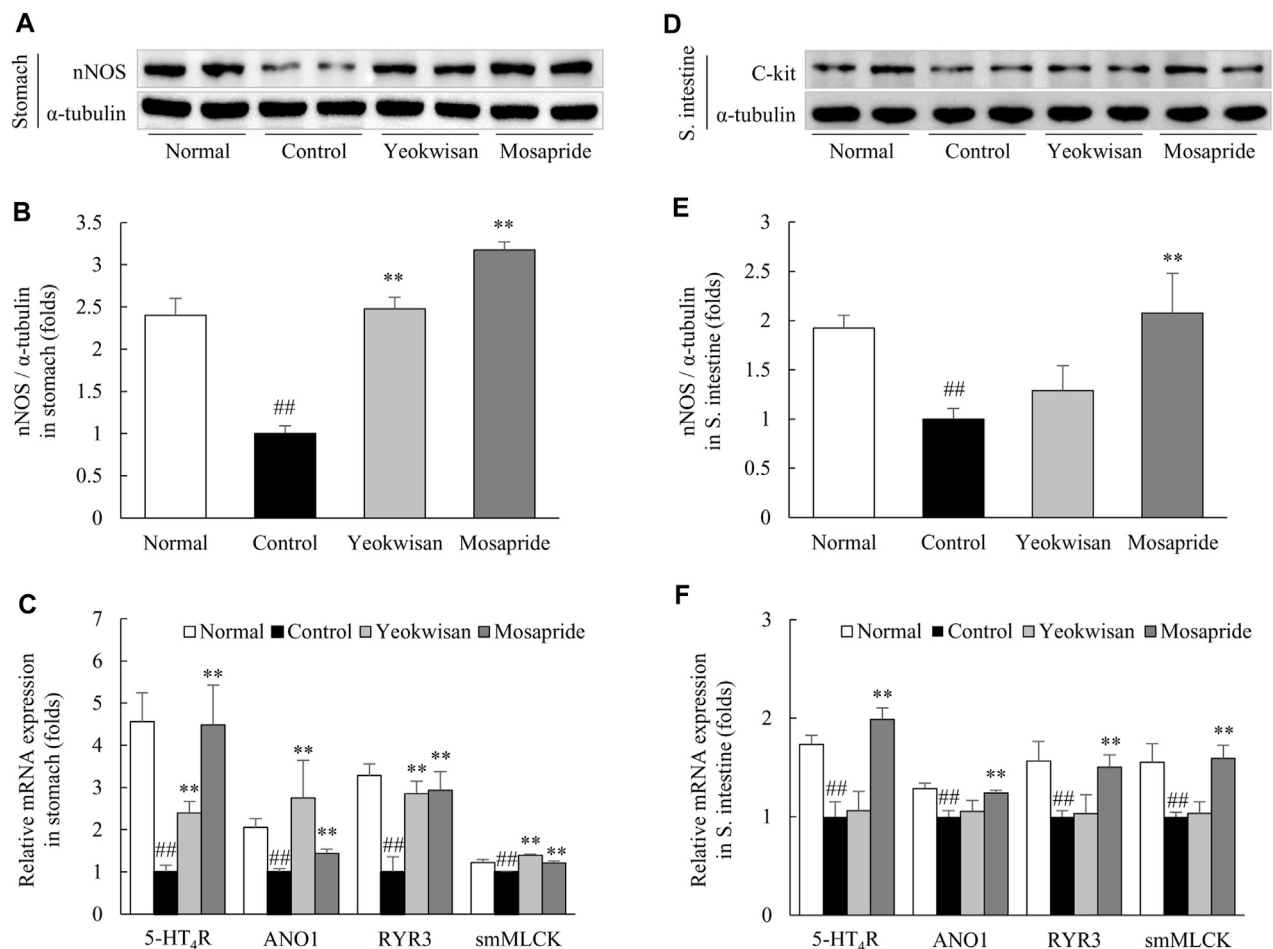 A
Stomach
nNOS
α-tubulin
Normal Control Yeokwisan Mosapride
B
nNOS / α-tubulin
in stomach (folds)
3.5
3
2.5
2
1.5
1
0.5
0
##
**
**
Normal Control Yeokwisan Mosapride
C
Relative mRNA expression
in stomach (folds)
7
6
5
4
3
2
1
0
Normal Control Yeokwisan Mosapride
## ** **
## ** **
## ** **
## ** **
5-HT₄R ANO1 RYR3 smMLCK
D
S. intestine
C-kit
α-tubulin
Normal Control Yeokwisan Mosapride
E
nNOS / α-tubulin
in S. intestine (folds)
3
2.5
2
1.5
1
0.5
0
##
**
Normal Control Yeokwisan Mosapride
F
Relative mRNA expression
in S. intestine (folds)
3
2
1
0
Normal Control Yeokwisan Mosapride
## **
## **
## **
## **
5-HT₄R ANO1 RYR3 smMLCK